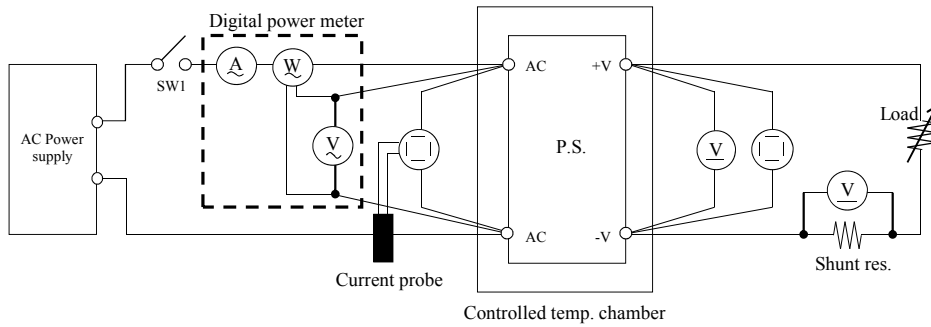 Digital power meter
A
W
SW1
AC
+V
AC Power
supply
V
P.S.
V
Load
V
AC
-V
Shunt res.
Current probe
Controlled temp. chamber